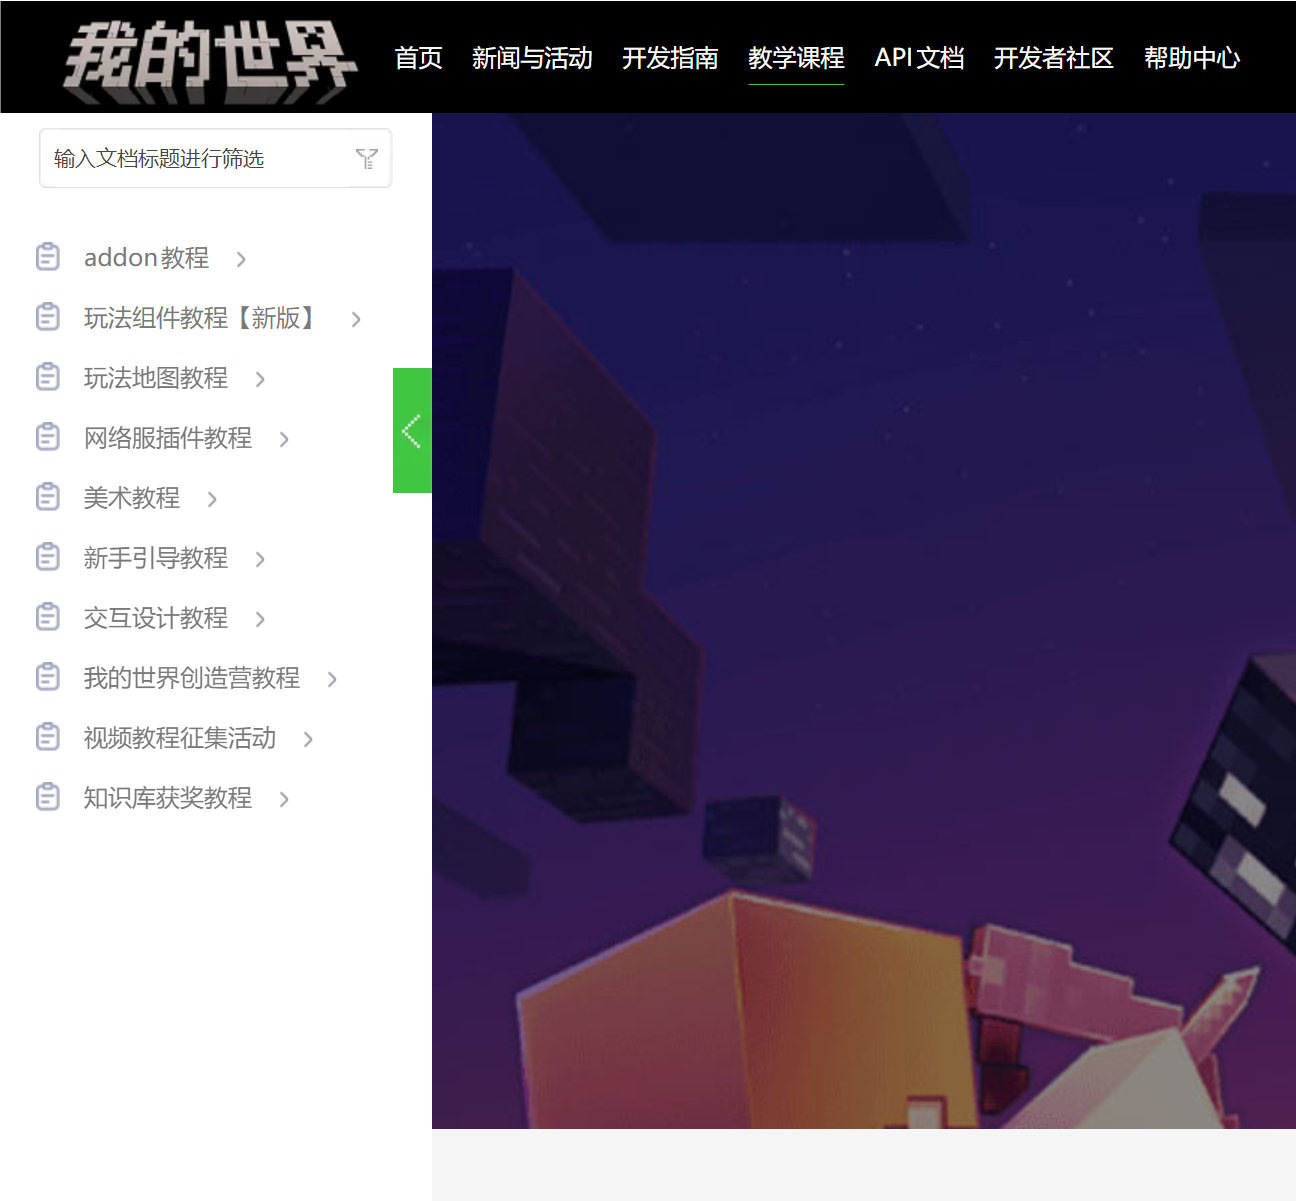 我的世界
首页 新闻与活动 开发指南 教学课程 API文档 开发者社区 帮助中心
输入文档标题进行筛选
addon教程
玩法组件教程【新版】
玩法地图教程
网络服插件教程
美术教程
新手引导教程
交互设计教程
我的世界创造营教程
视频教程征集活动
知识库获奖教程